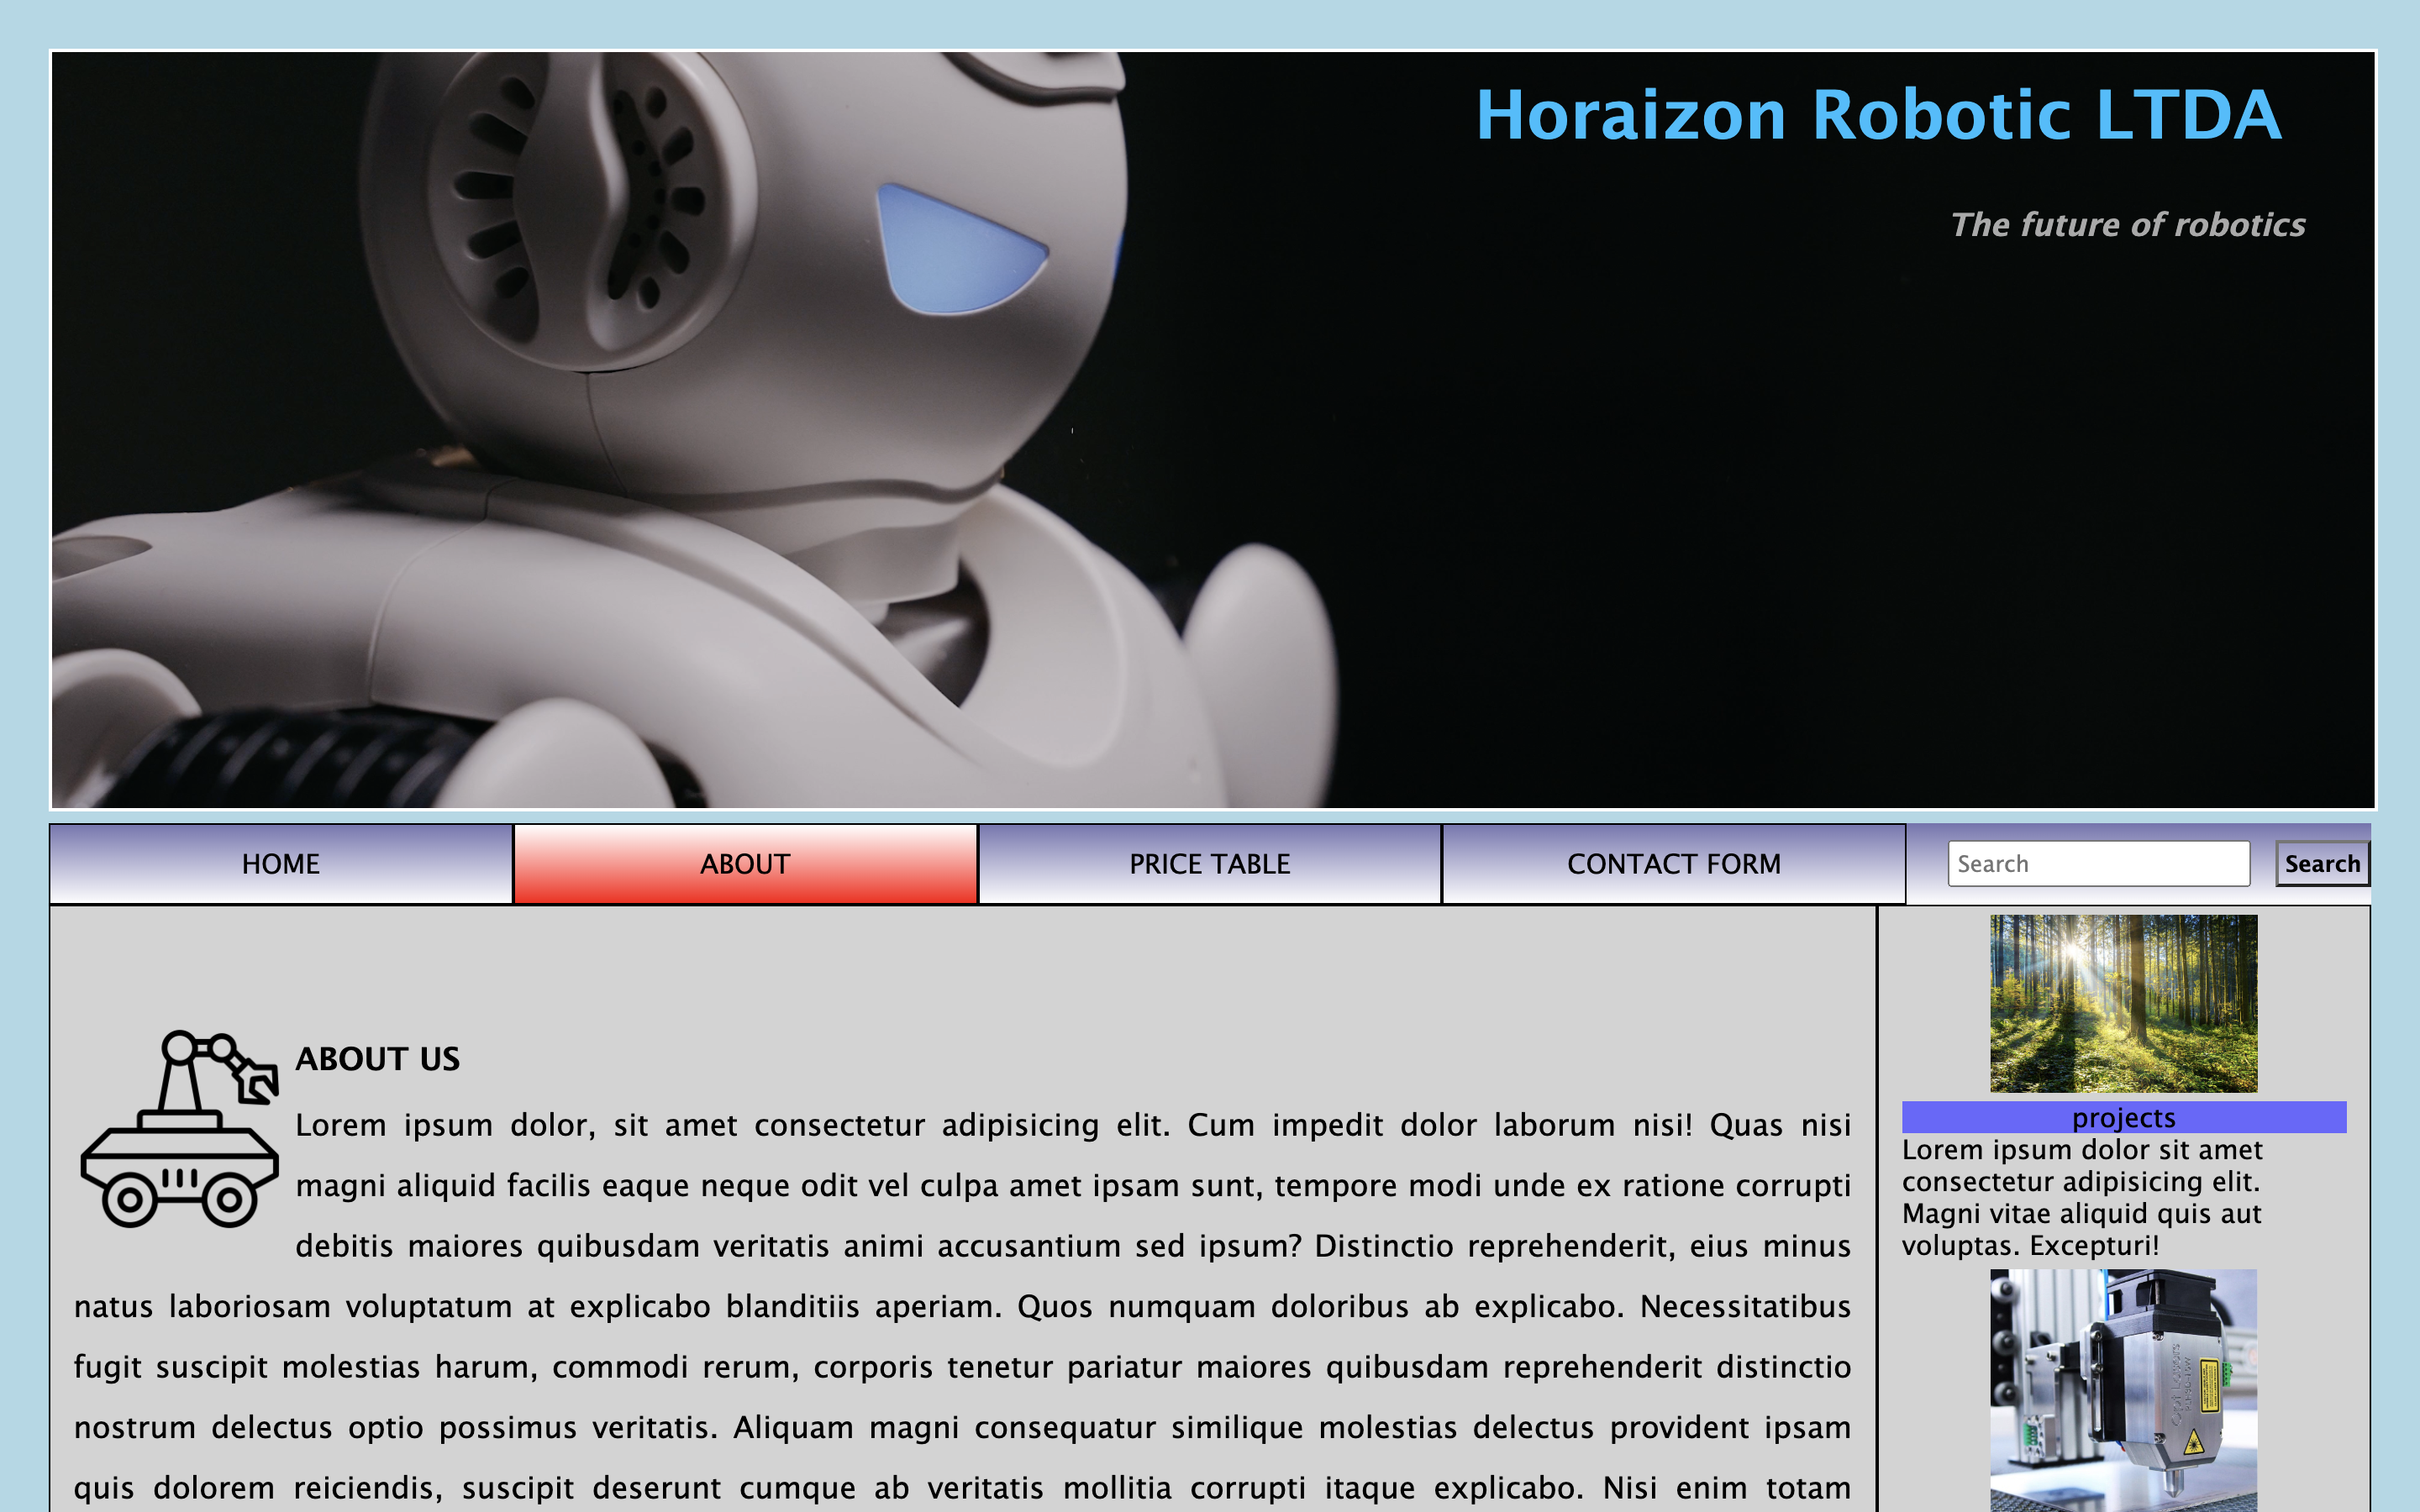 Horaizon Robotic LTDA
The future of robotics
HOME
ABOUT
PRICE TABLE
CONTACT FORM
Search
Search
ABOUT US
Lorem ipsum dolor, sit amet consectetur adipisicing elit. Cum impedit dolor laborum nisi! Quas nisi
magni aliquid facilis eaque neque odit vel culpa amet ipsam sunt, tempore modi unde ex ratione corrupti
debitis maiores quibusdam veritatis animi accusantium sed ipsum? Distinctio reprehenderit, eius minus
natus laboriosam voluptatum at explicabo blanditiis aperiam. Quos numquam doloribus ab explicabo. Necessitatibus
fugit suscipit molestias harum, commodi rerum, corporis tenetur pariatur maiores quibusdam reprehenderit distinctio
nostrum delectus optio possimus veritatis. Aliquam magni consequatur similique molestias delectus provident ipsam
quis dolorem reiciendis, suscipit deserunt cumque ab veritatis mollitia corrupti itaque explicabo. Nisi enim totam
projects
Lorem ipsum dolor sit amet
consectetur adipisicing elit.
Magni vitae aliquid quis aut
voluptas. Excepturi!